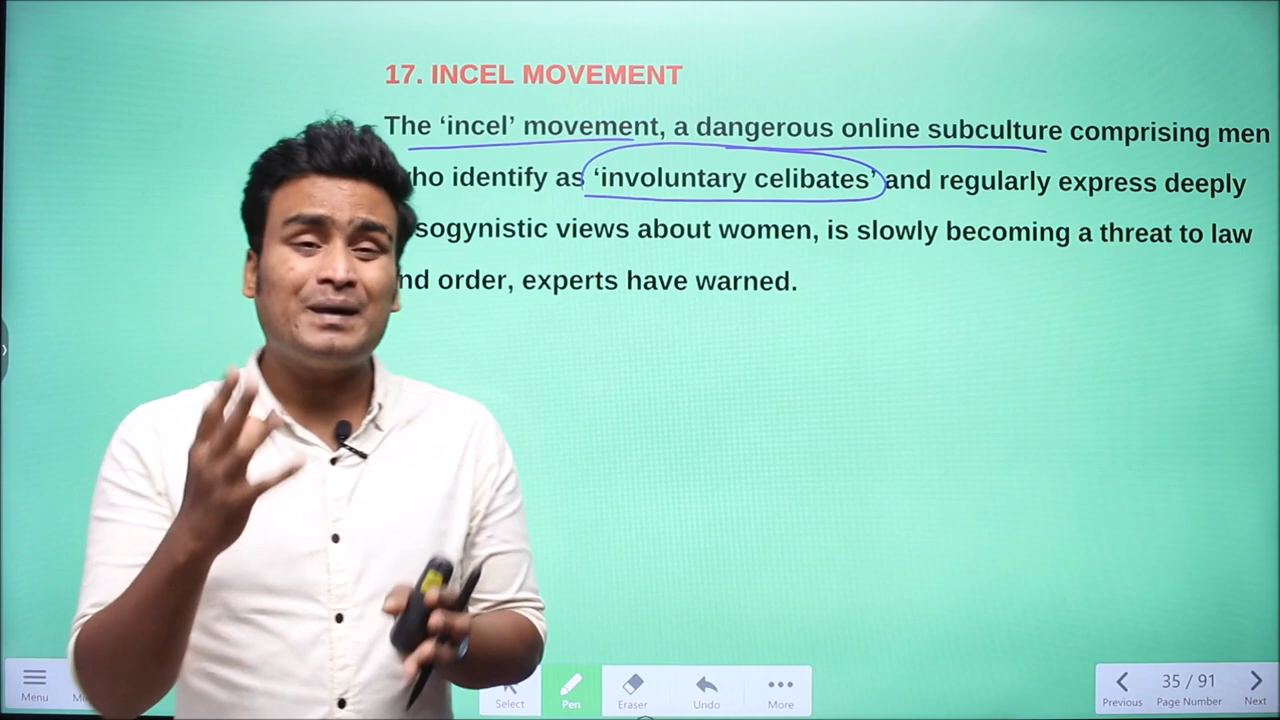 17. INCEL MOVEMENT
The ‘incel’ movement, a dangerous online subculture comprising men
identify as ‘involuntary celibates’ and regularly express deeply
views about women, is slowly becoming a threat to law
order, experts have warned.
Menu
Select
Pen
Eraser
Undo
More
Previous
35 / 91
Page Number
Next